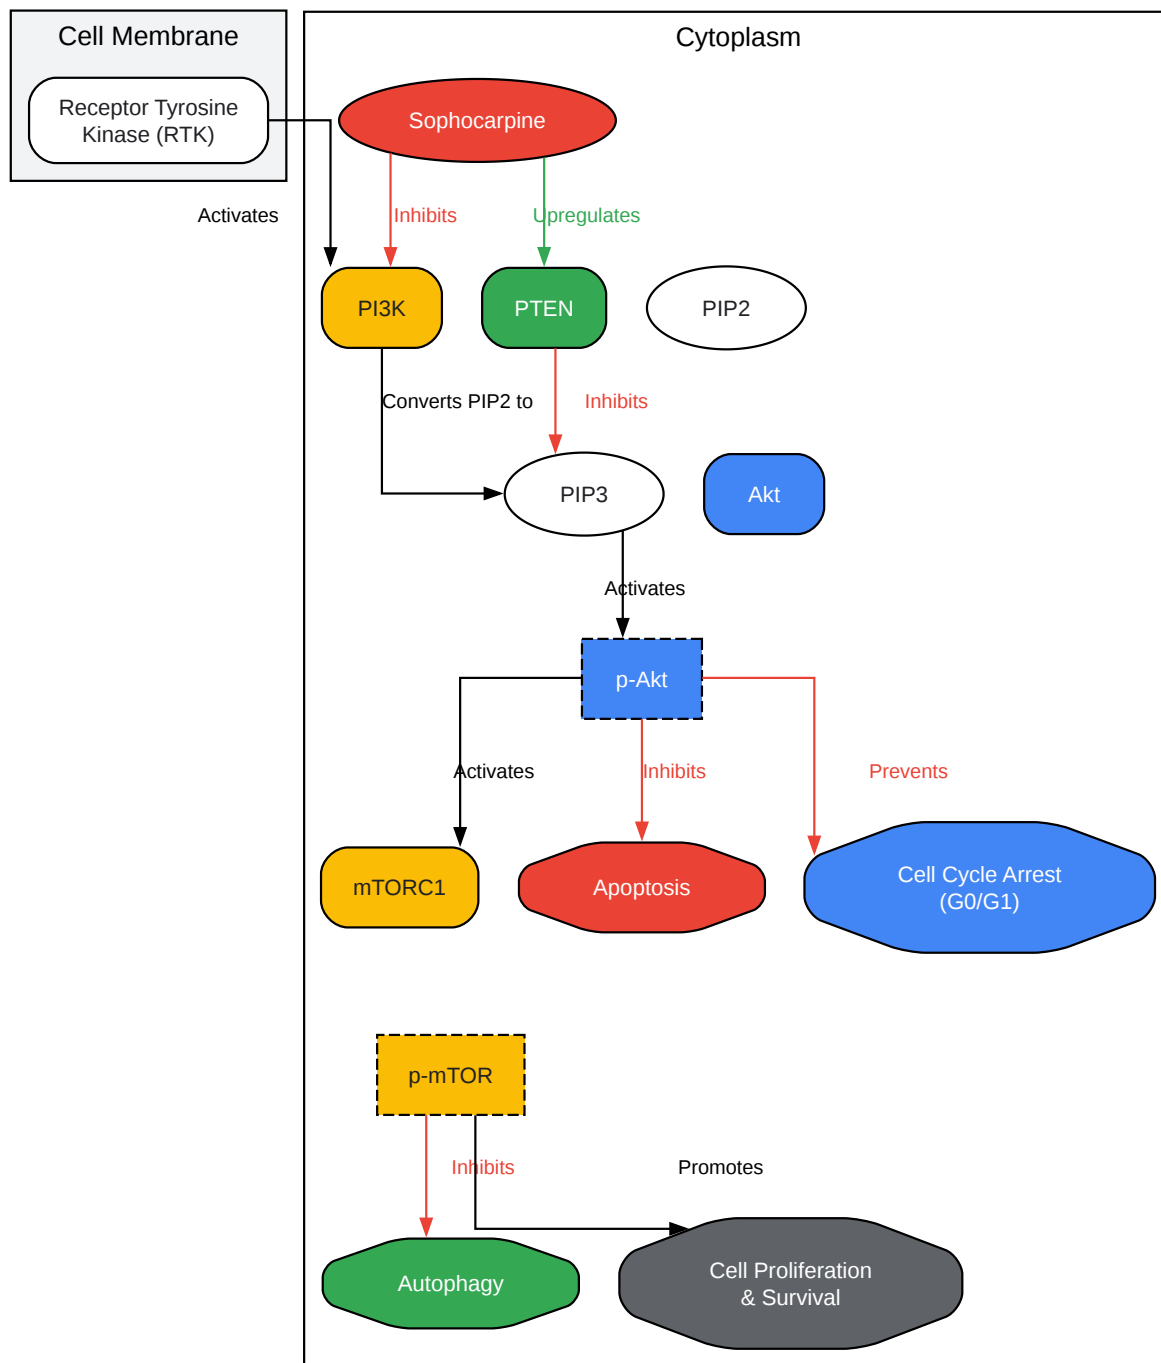 Cell Membrane
Cytoplasm
Receptor Tyrosine
Kinase (RTK)
Sophocarpine
Activates
Inhibits
Upregulates
PI3K
PTEN
PIP2
Converts PIP2 to
Inhibits
PIP3
Akt
Activates
p-Akt
Activates
Inhibits
Prevents
mTORC1
Apoptosis
Cell Cycle Arrest
(G0/G1)
p-mTOR
Inhibits
Promotes
Autophagy
Cell Proliferation
& Survival